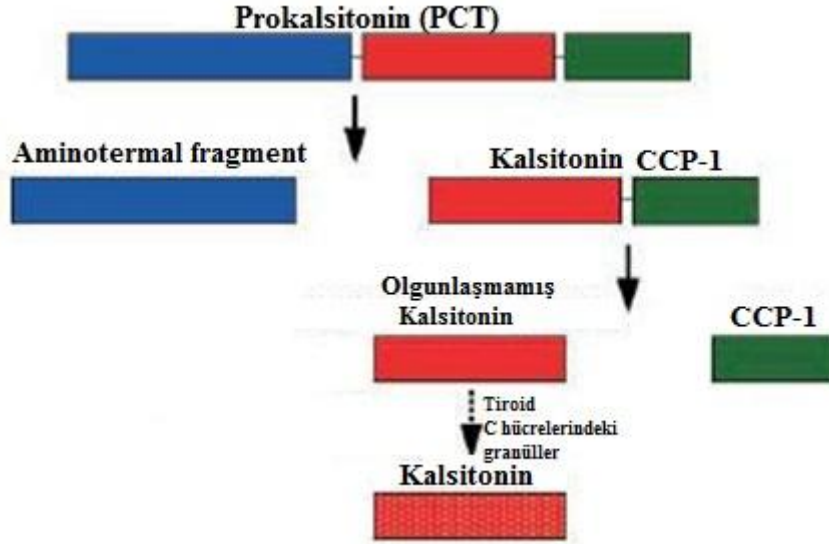 Prokalsitonin (PCT)
Aminotermal fragment
Kalsitonin CCP-1
Olgunlaşmamış
Kalsitonin
CCP-1
Tiroid
C hücrelerindeki
granüller
Kalsitonin